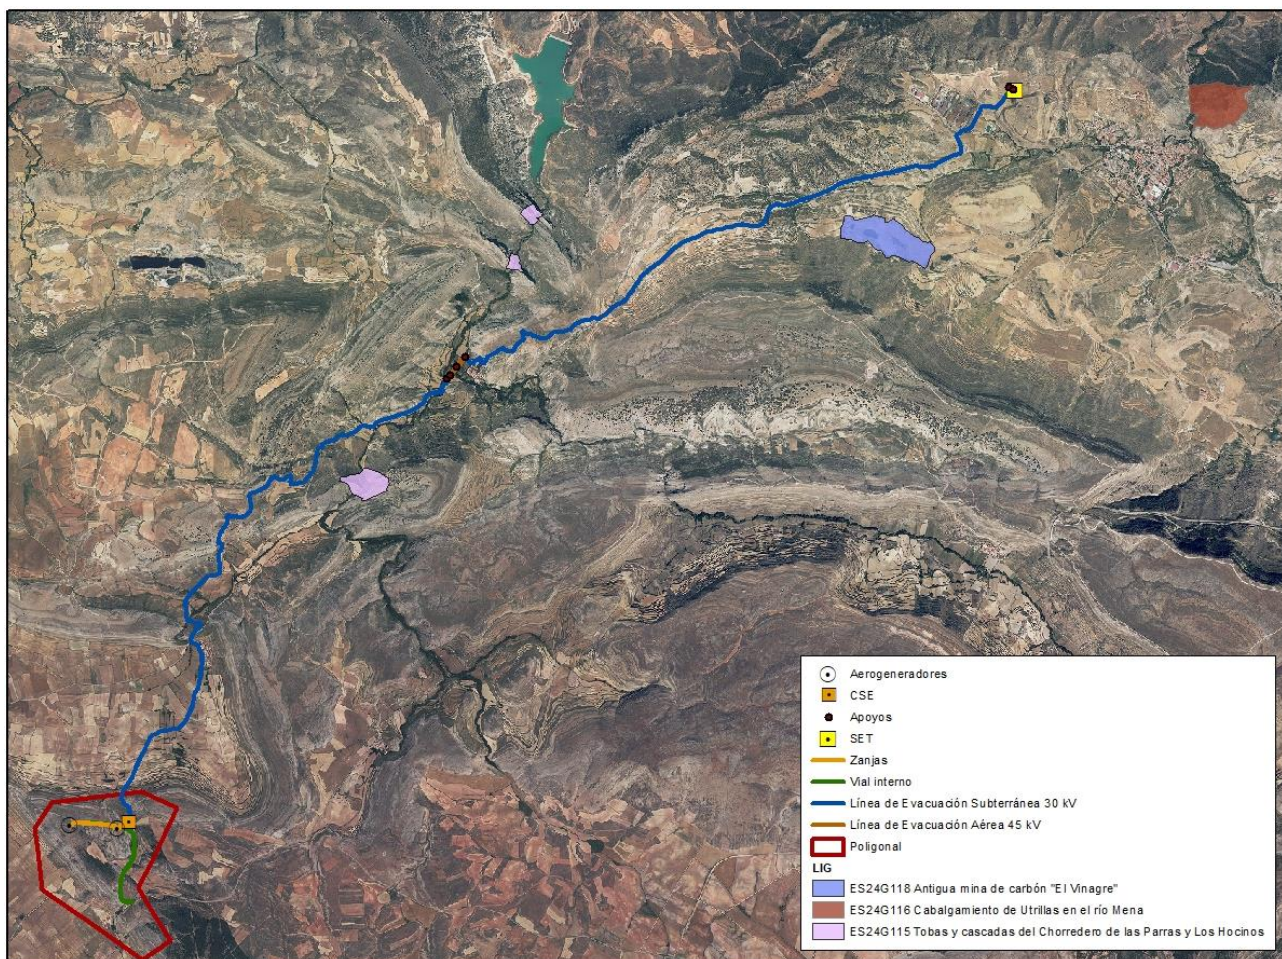 Aerogeneradores
CSE
Apoyos
SET
Zanjas
Vial interno
Línea de Evacuación Subterránea 30 kV
Línea de Evacuación Aérea 45 kV
Poligonal
LIG
ES24G118 Antigua mina de carbón "El Vinagre"
ES24G116 Cabalgamiento de Utrillas en el río Mena
ES24G115 Tobas y cascadas del Chorredero de las Parras y Los Hocinos